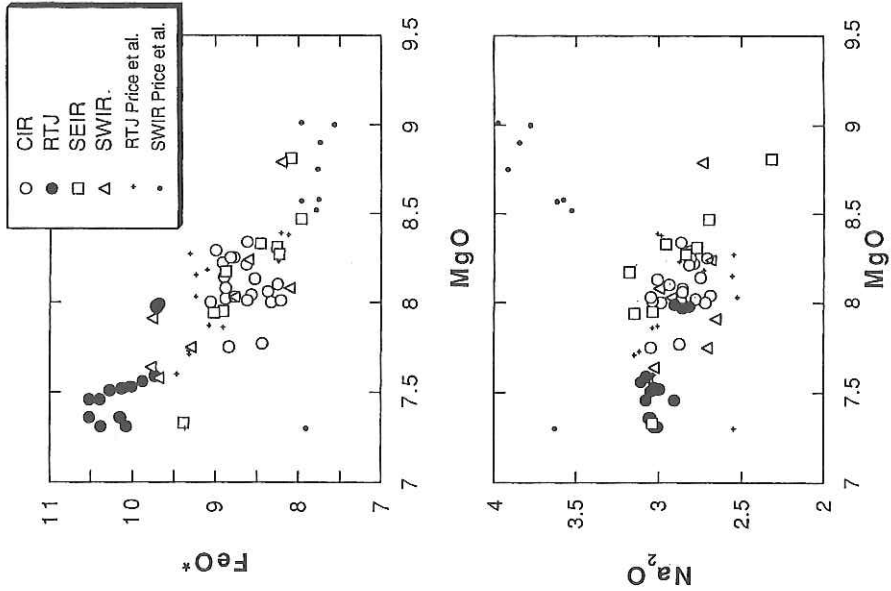 CIR
RTJ
SEIR
SWIR.
RTJ Price et al.
SWIR Price et al.
11
10
9
8
7
FeO*
7
7.5
8
8.5
9
9.5
MgO
4
3.5
3
2.5
2
Na₂O
7
7.5
8
8.5
9
9.5
MgO